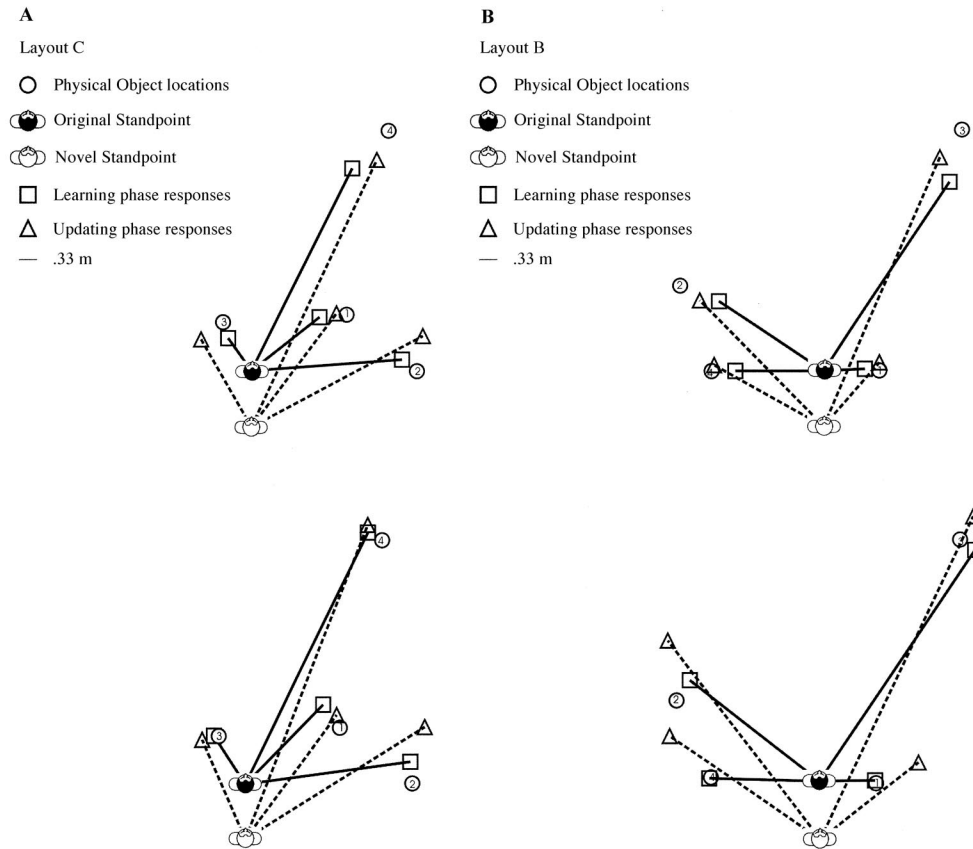 A
Layout C
Physical Object locations
Original Standpoint
Novel Standpoint
Learning phase responses
Updating phase responses
.33 m
4
3
1
2
B
Layout B
Physical Object locations
Original Standpoint
Novel Standpoint
Learning phase responses
Updating phase responses
.33 m
3
2
4
1
4
3
1
2
3
2
1